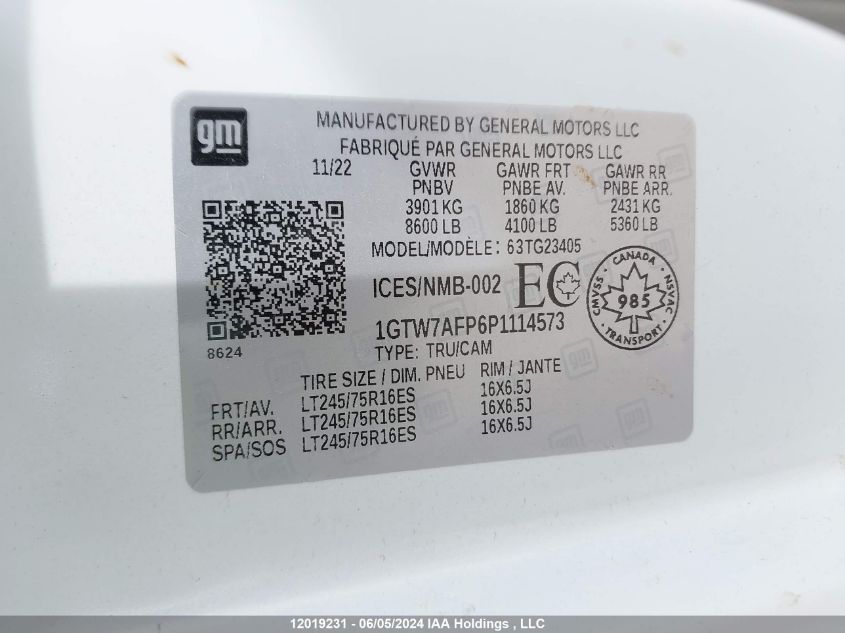 gm
MANUFACTURED BY GENERAL MOTORS LLC
FABRIQUÉ PAR GENERAL MOTORS LLC
11/22 GVWR GAWR FRT GAWR RR
PNBV PNBE AV. PNBE ARR.
3901 KG 1860 KG 2431 KG
8600 LB 4100 LB 5360 LB
MODEL/MODÈLE: 63TG23405
ICES/NMB-002 EC
CANADA
CMVSS 985 NSVAC
TRANSPORT
1GTW7AFP6P1114573
8624
TYPE: TRU/CAM
TIRE SIZE / DIM. PNEU RIM / JANTE
FRT/AV. LT245/75R16ES 16X6.5J
RR/ARR. LT245/75R16ES 16X6.5J
SPA/SOS LT245/75R16ES 16X6.5J
12019231 - 06/05/2024 IAA Holdings , LLC